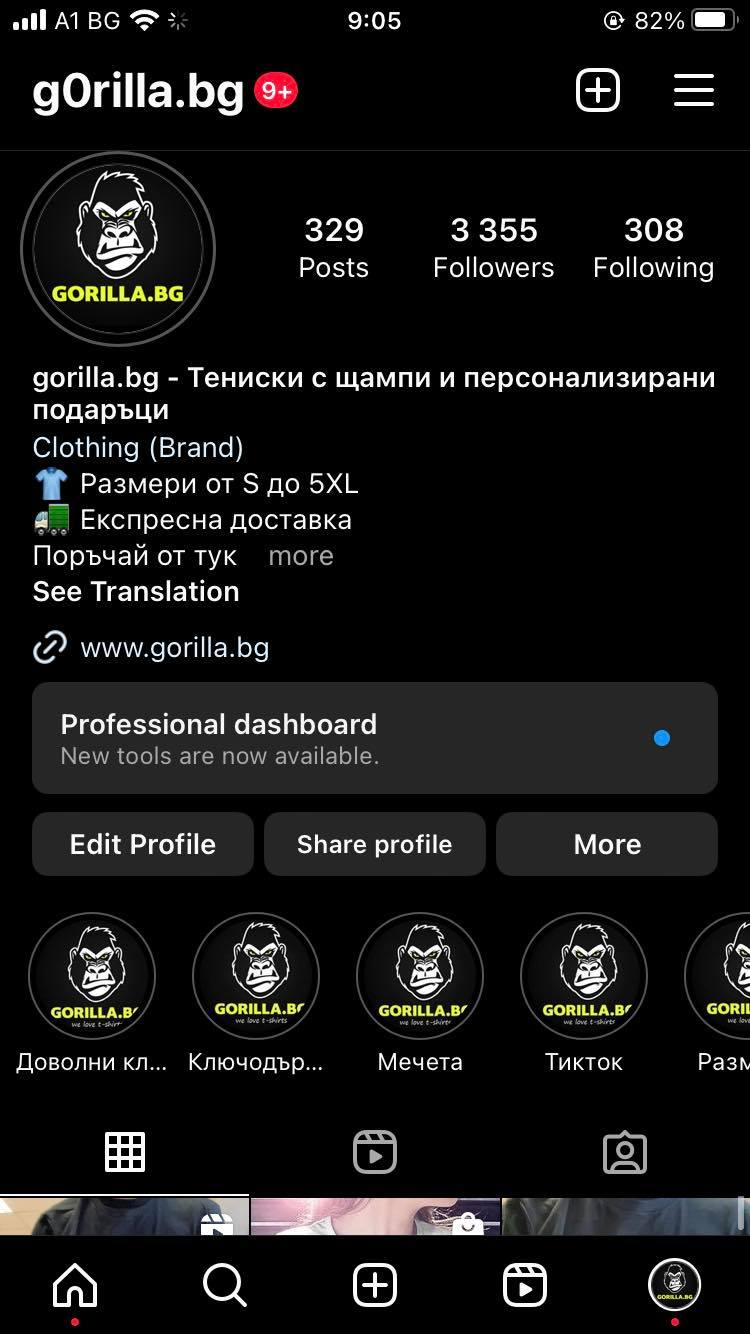 A1 BG
9:05
82%
g0rilla.bg 9+
GORILLA.BG
329
Posts
3 355
Followers
308
Following
gorilla.bg - Тениски с щампи и персонализирани
подаръци
Clothing (Brand)
Размери от S до 5XL
Експресна доставка
Поръчай от тук more
See Translation
www.gorilla.bg
Professional dashboard
New tools are now available.
Edit Profile
Share profile
More
GORILLA.B
we love t-shirt
GORILLA.BG
we love t-shirts
GORILLA.BG
we love t-shirts
GORILLA.BG
we love t-shirts
GORIL
we lov
Доволни кл...
Ключодър...
Мечета
Тикток
Разм
GORILLA.BG